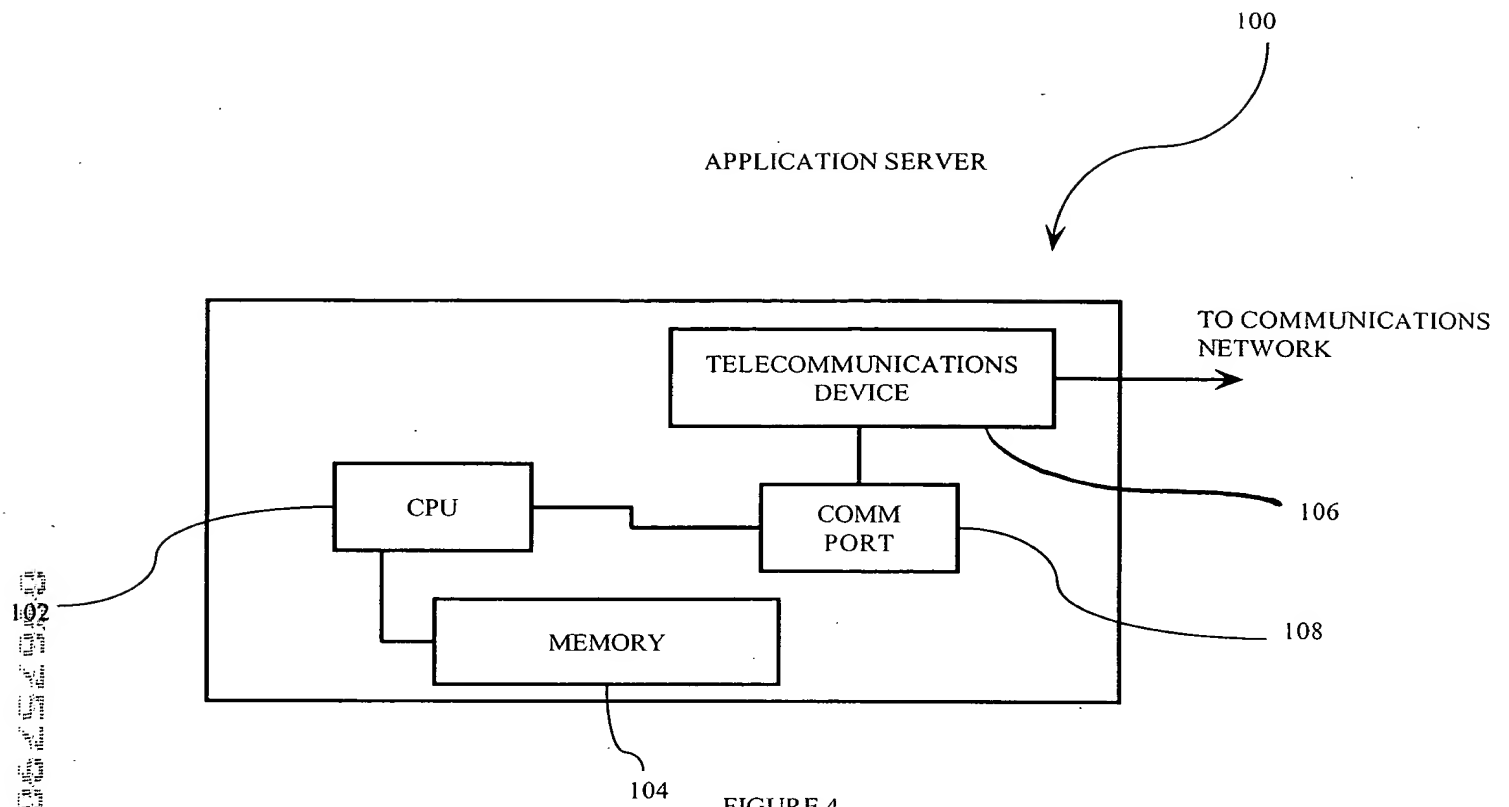 100
APPLICATION SERVER
TO COMMUNICATIONS
NETWORK
TELECOMMUNICATIONS
DEVICE
CPU
COMM
PORT
106
102
MEMORY
108
104
FIGURE 4